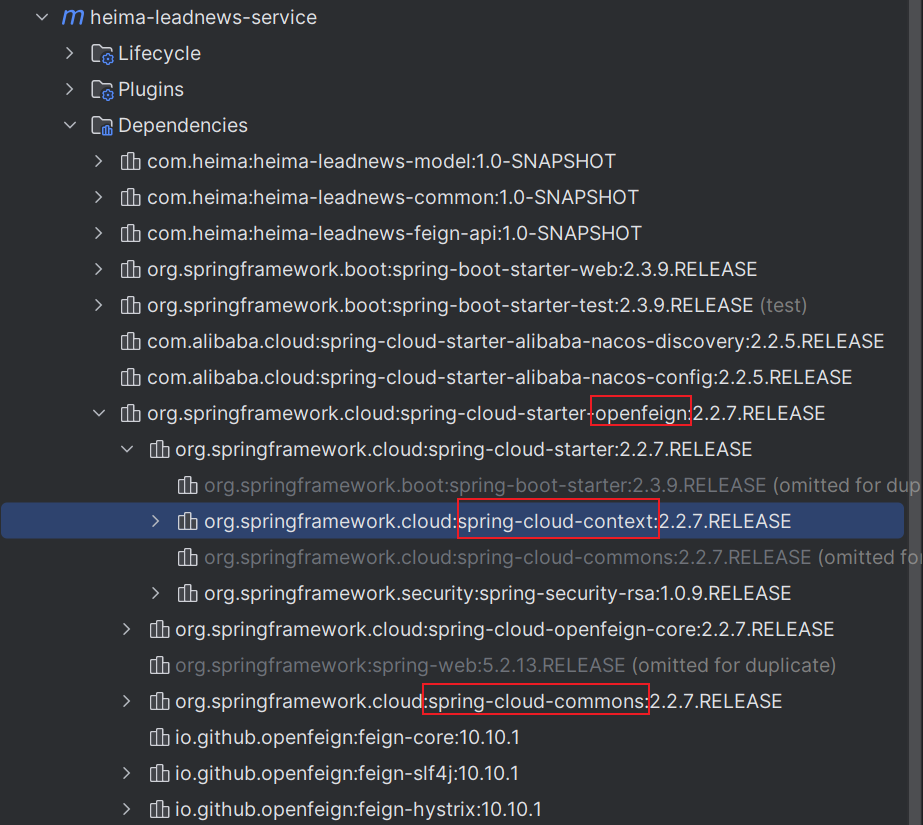 m heima-leadnews-service
Lifecycle
Plugins
Dependencies
com.heima:heima-leadnews-model:1.0-SNAPSHOT
com.heima:heima-leadnews-common:1.0-SNAPSHOT
com.heima:heima-leadnews-feign-api:1.0-SNAPSHOT
org.springframework.boot:spring-boot-starter-web:2.3.9.RELEASE
org.springframework.boot:spring-boot-starter-test:2.3.9.RELEASE (test)
com.alibaba.cloud:spring-cloud-starter-alibaba-nacos-discovery:2.2.5.RELEASE
com.alibaba.cloud:spring-cloud-starter-alibaba-nacos-config:2.2.5.RELEASE
org.springframework.cloud:spring-cloud-starter-openfeign:2.2.7.RELEASE
org.springframework.cloud:spring-cloud-starter:2.2.7.RELEASE
org.springframework.boot:spring-boot-starter:2.3.9.RELEASE (omitted for dup
org.springframework.cloud:spring-cloud-context:2.2.7.RELEASE
org.springframework.cloud:spring-cloud-commons:2.2.7.RELEASE (omitted fo
org.springframework.security:spring-security-rsa:1.0.9.RELEASE
org.springframework.cloud:spring-cloud-openfeign-core:2.2.7.RELEASE
org.springframework:spring-web:5.2.13.RELEASE (omitted for duplicate)
org.springframework.cloud:spring-cloud-commons:2.2.7.RELEASE
io.github.openfeign:feign-core:10.10.1
io.github.openfeign:feign-slf4j:10.10.1
io.github.openfeign:feign-hystrix:10.10.1